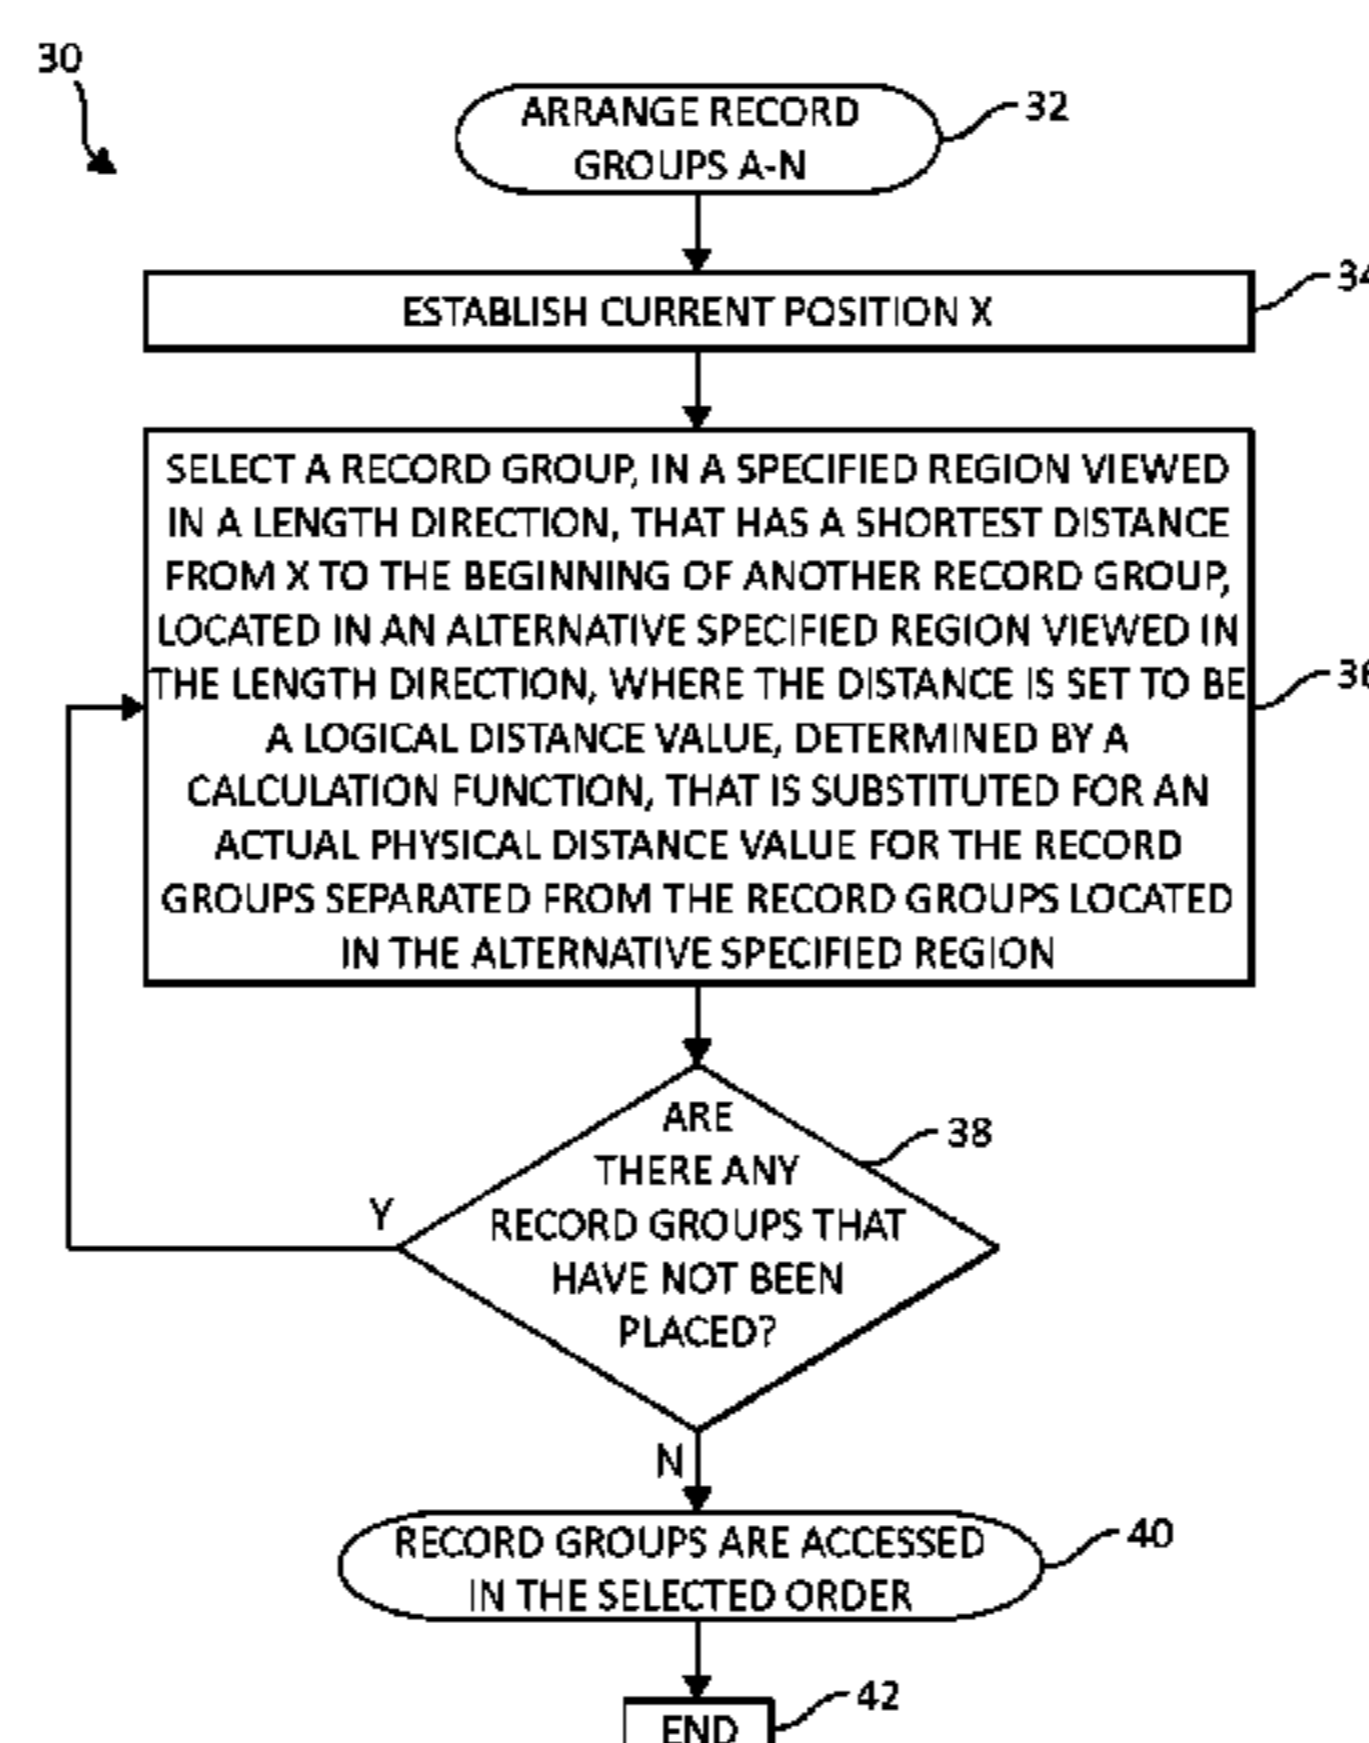 30
ARRANGE RECORD
GROUPS A-N
32
ESTABLISH CURRENT POSITION X
34
SELECT A RECORD GROUP, IN A SPECIFIED REGION VIEWED
IN A LENGTH DIRECTION, THAT HAS A SHORTEST DISTANCE
FROM X TO THE BEGINNING OF ANOTHER RECORD GROUP,
LOCATED IN AN ALTERNATIVE SPECIFIED REGION VIEWED IN
THE LENGTH DIRECTION, WHERE THE DISTANCE IS SET TO BE
A LOGICAL DISTANCE VALUE, DETERMINED BY A
CALCULATION FUNCTION, THAT IS SUBSTITUTED FOR AN
ACTUAL PHYSICAL DISTANCE VALUE FOR THE RECORD
GROUPS SEPARATED FROM THE RECORD GROUPS LOCATED
IN THE ALTERNATIVE SPECIFIED REGION
36
ARE
THERE ANY
RECORD GROUPS THAT
HAVE NOT BEEN
PLACED?
38
Y
N
RECORD GROUPS ARE ACCESSED
IN THE SELECTED ORDER
40
END
42